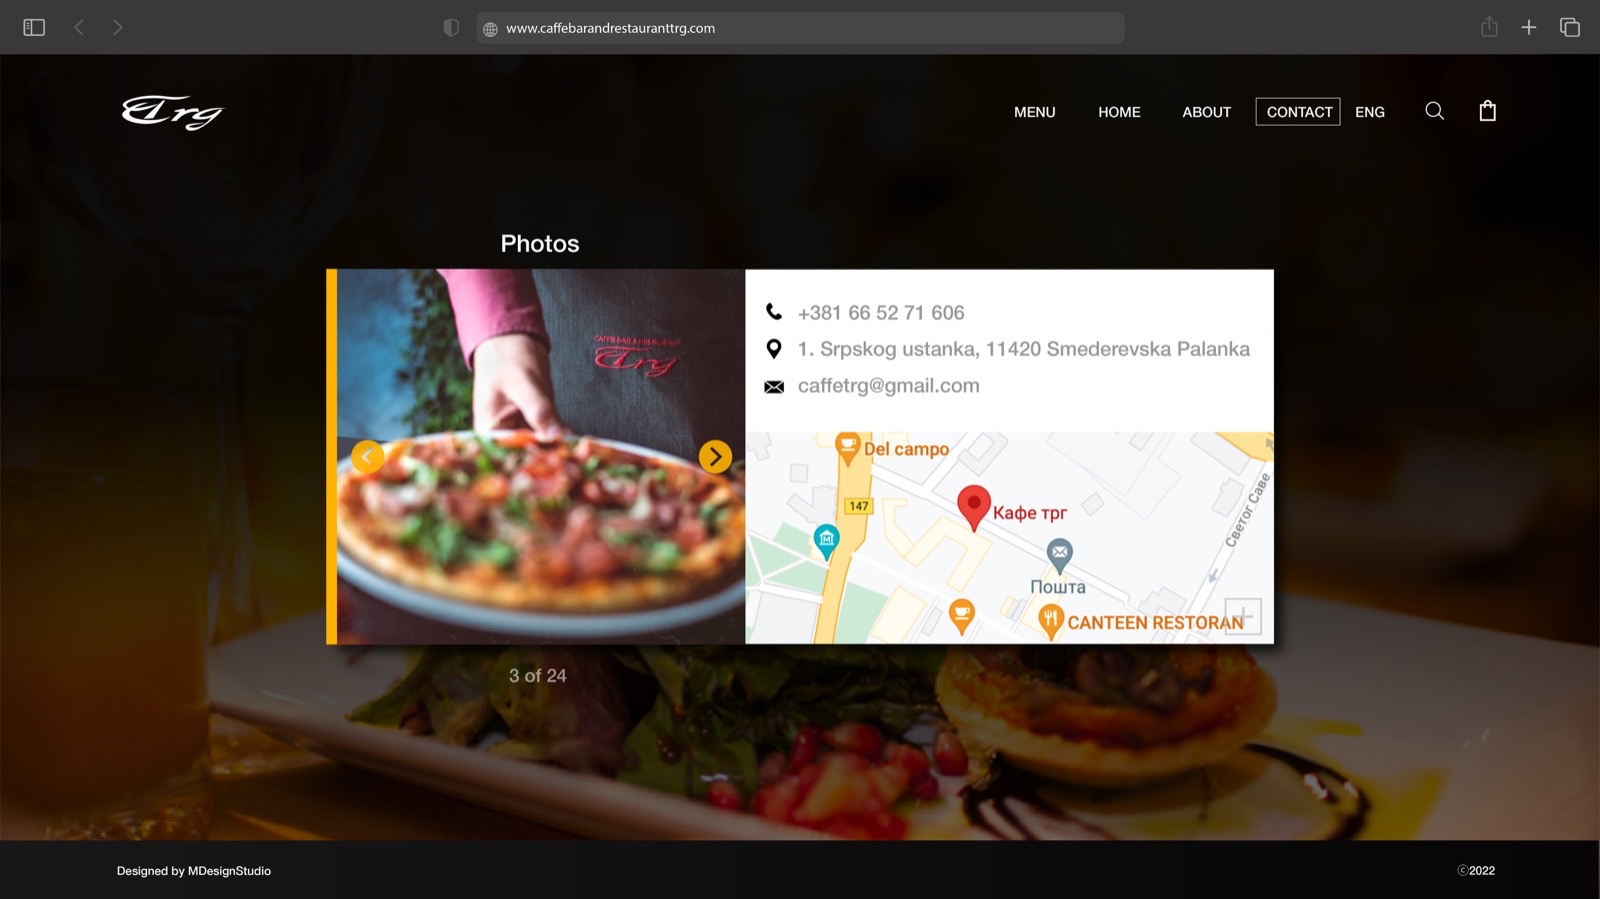 www.caffebarandrestauranttrg.com
Trg
MENU HOME ABOUT CONTACT ENG
Photos
CAFFE BAR & RESTAURANT
Trg
+381 66 52 71 606
1. Srpskog ustanka, 11420 Smederevska Palanka
caffetrg@gmail.com
Del campo
147
Кафе трг
Светог Саве
Пошта
CANTEEN RESTORAN
3 of 24
Designed by MDesignStudio
©2022